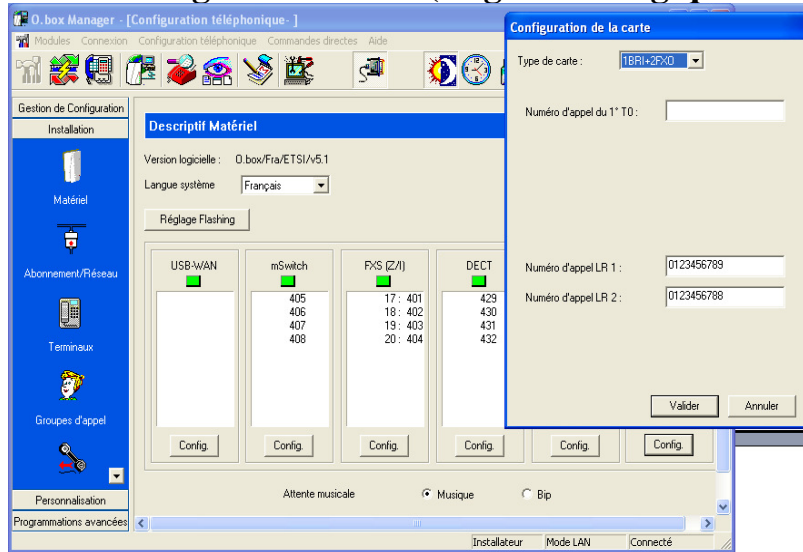 O.box Manager - [Configuration téléphonique- ]
Modules Connexion Configuration téléphonique Commandes directes Aide
Gestion de Configuration
Installation
Matériel
Abonnement/Réseau
Terminaux
Groupes d'appel
Personnalisation
Programmations avancées
Descriptif Matériel
Version logicielle : O.box/Fra/ETSI/v5.1
Langue système Français
Réglage Flashing
USB-WAN mSwitch FXS (Z/I) DECT
405 17 : 401 429
406 18 : 402 430
407 19 : 403 431
408 20 : 404 432
Config. Config. Config. Config. Config. Config.
Attente musicale Musique Bip
Installateur Mode LAN Connecté
Configuration de la carte
Type de carte : 1BRI+2FXO
Numéro d'appel du 1° T0 :
Numéro d'appel LR 1 : 0123456789
Numéro d'appel LR 2 : 0123456788
Valider Annuler